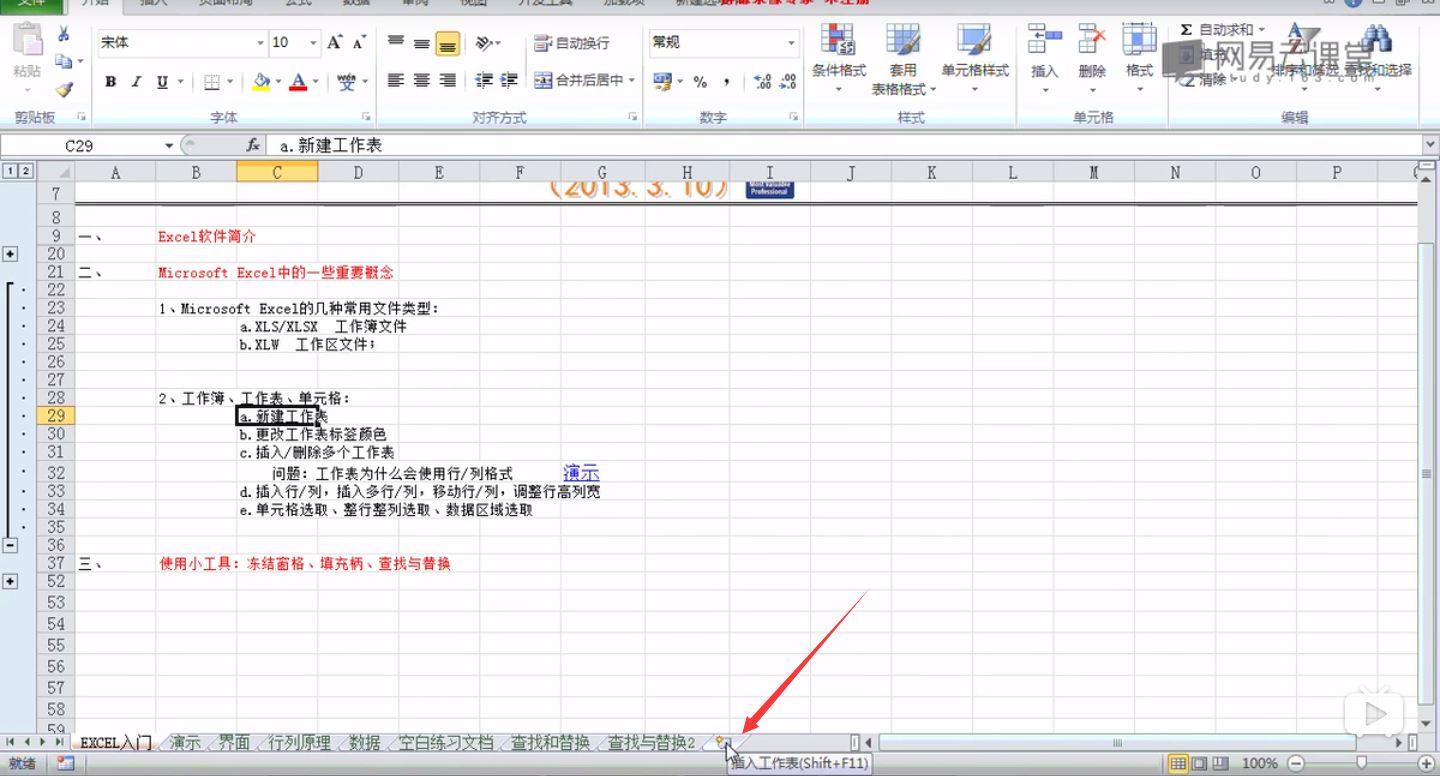 文件 开始 插入 页面布局 公式 数据 审阅 视图 开发工具 加载项
宋体 10 自动换行 常规 Σ 自动求和
粘贴 B I U 合并后居中 % 条件格式 套用 表格格式 单元格样式 插入 删除 格式 清除 排序和筛选 查找和选择
网易云课堂
study.163.com
剪贴板 字体 对齐方式 数字 样式 单元格 编辑
C29 fx a.新建工作表
1 2 A B C D E F G H I J K L M N O P
7 (2013. 3. 10) Most Valuable Professional
8
9 一、 Excel软件简介
20
21 二、 Microsoft Excel中的一些重要概念
22
23 1、Microsoft Excel的几种常用文件类型:
24 a.XLS/XLSX 工作簿文件
25 b.XLW 工作区文件;
26
27
28 2、工作簿、工作表、单元格:
29 a.新建工作表
30 b.更改工作表标签颜色
31 c.插入/删除多个工作表
32 问题:工作表为什么会使用行/列格式 演示
33 d.插入行/列,插入多行/列,移动行/列,调整行高列宽
34 e.单元格选取、整行整列选取、数据区域选取
35
36
37 三、 使用小工具:冻结窗格、填充柄、查找与替换
52
53
54
55
56
57
58
59
EXCEL入门 演示 界面 行列原理 数据 空白练习文档 查找和替换 查找与替换2
就绪 插入工作表(Shift+F11) 100%